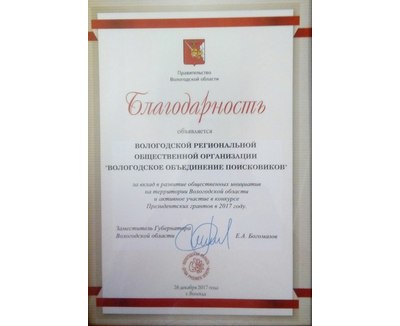 Правительство
Вологодской области
Благодарность
объявляется
ВОЛОГОДСКОЙ РЕГИОНАЛЬНОЙ
ОБЩЕСТВЕННОЙ ОРГАНИЗАЦИИ
"ВОЛОГОДСКОЕ ОБЪЕДИНЕНИЕ ПОИСКОВИКОВ"
за вклад в развитие общественных инициатив
на территории Вологодской области
и активное участие в конкурсе
Президентских грантов в 2017 году.
Заместитель Губернатора
Вологодской области
Е.А. Богомазов
26 декабря 2017 года
г. Вологда